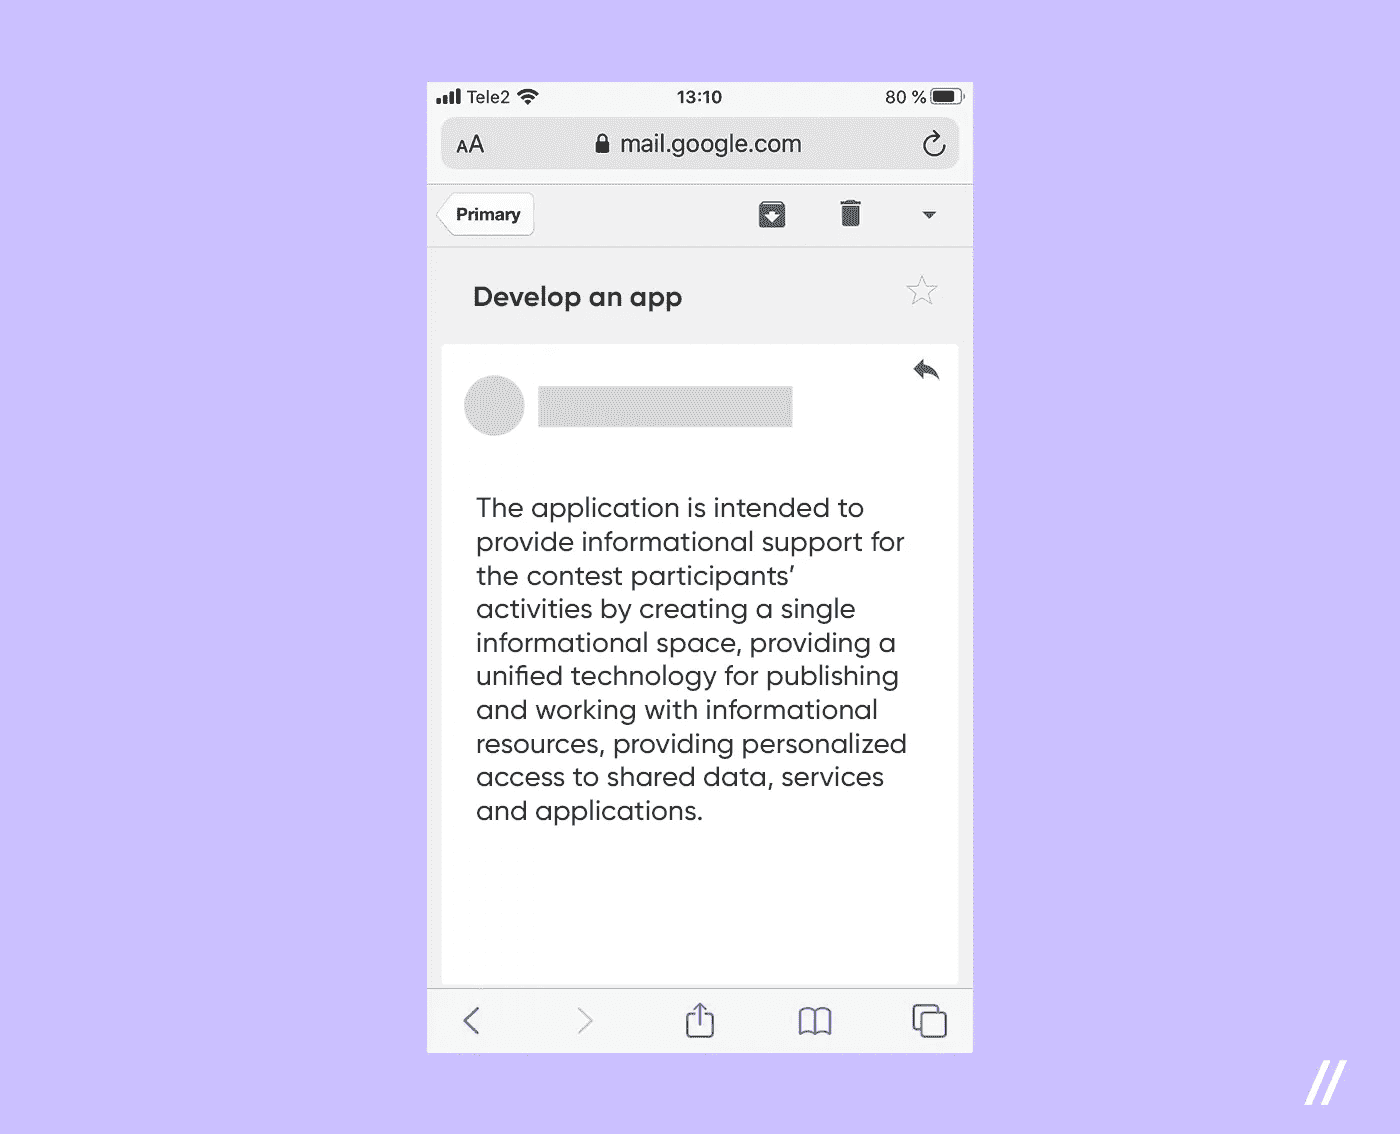 Tele2 13:10 80 %
AA mail.google.com
Primary
Develop an app
The application is intended to
provide informational support for
the contest participants’
activities by creating a single
informational space, providing a
unified technology for publishing
and working with informational
resources, providing personalized
access to shared data, services
and applications.
//